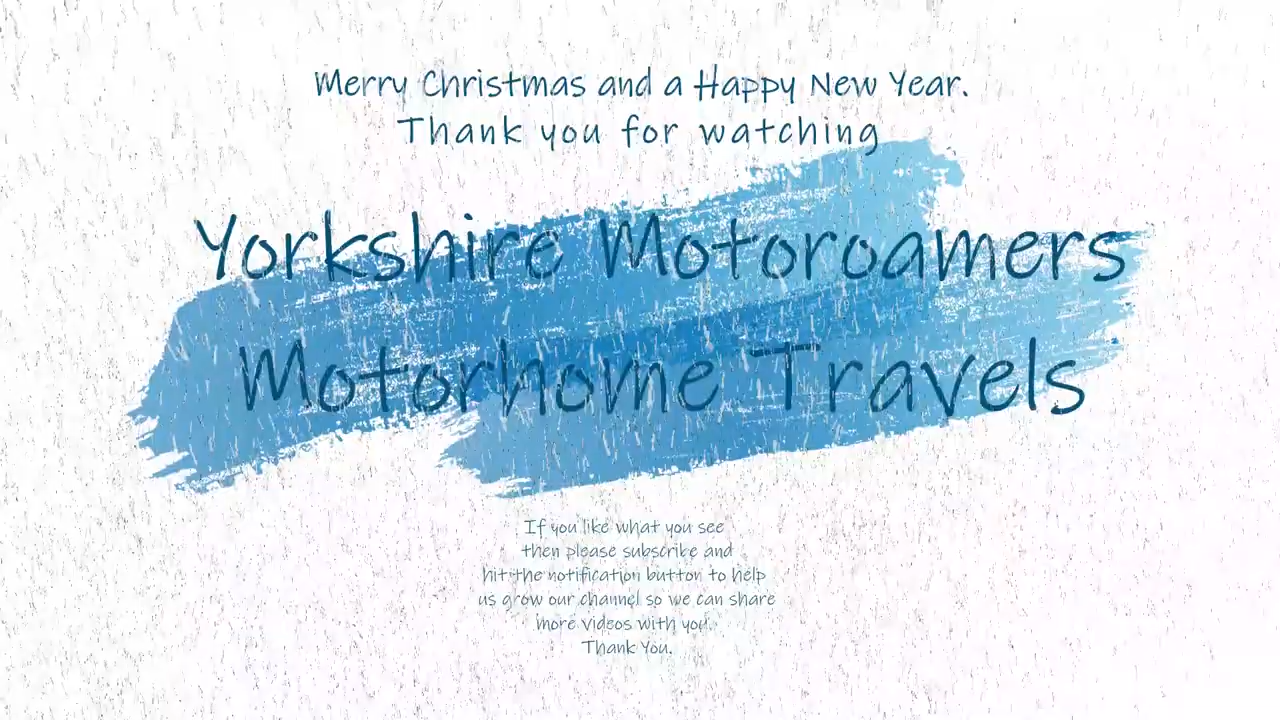 Merry Christmas and a Happy New Year.
Thank you for watching
Yorkshire Motoroamers
Motorhome Travels
If you like what you see
then please subscribe and
hit the notification button to help
us grow our channel so we can share
more videos with you.
Thank You.